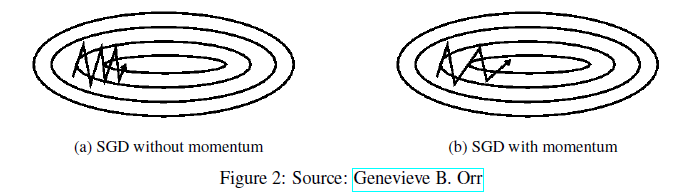 (a) SGD without momentum
(b) SGD with momentum
Figure 2: Source: Genevieve B. Orr